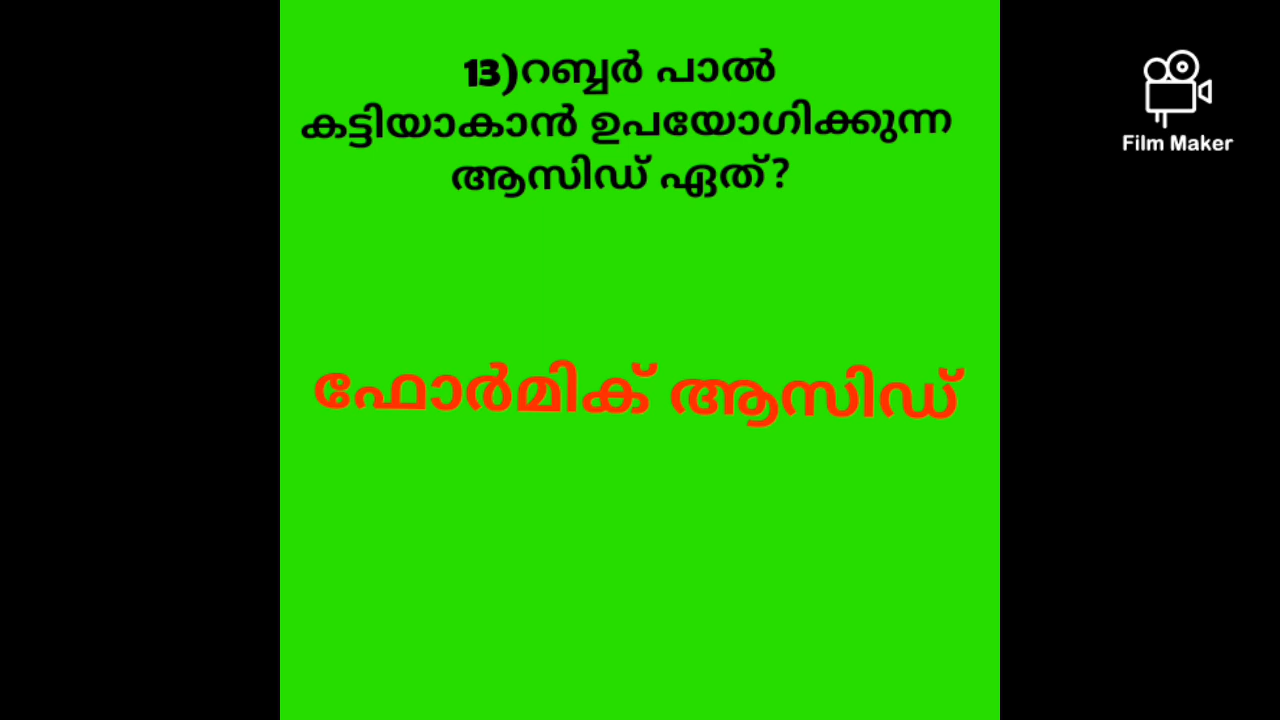 13)റബ്ബർ പാൽ
കട്ടിയാകാൻ ഉപയോഗിക്കുന്ന
ആസിഡ് ഏത്?
ഫോർമിക് ആസിഡ്
Film Maker